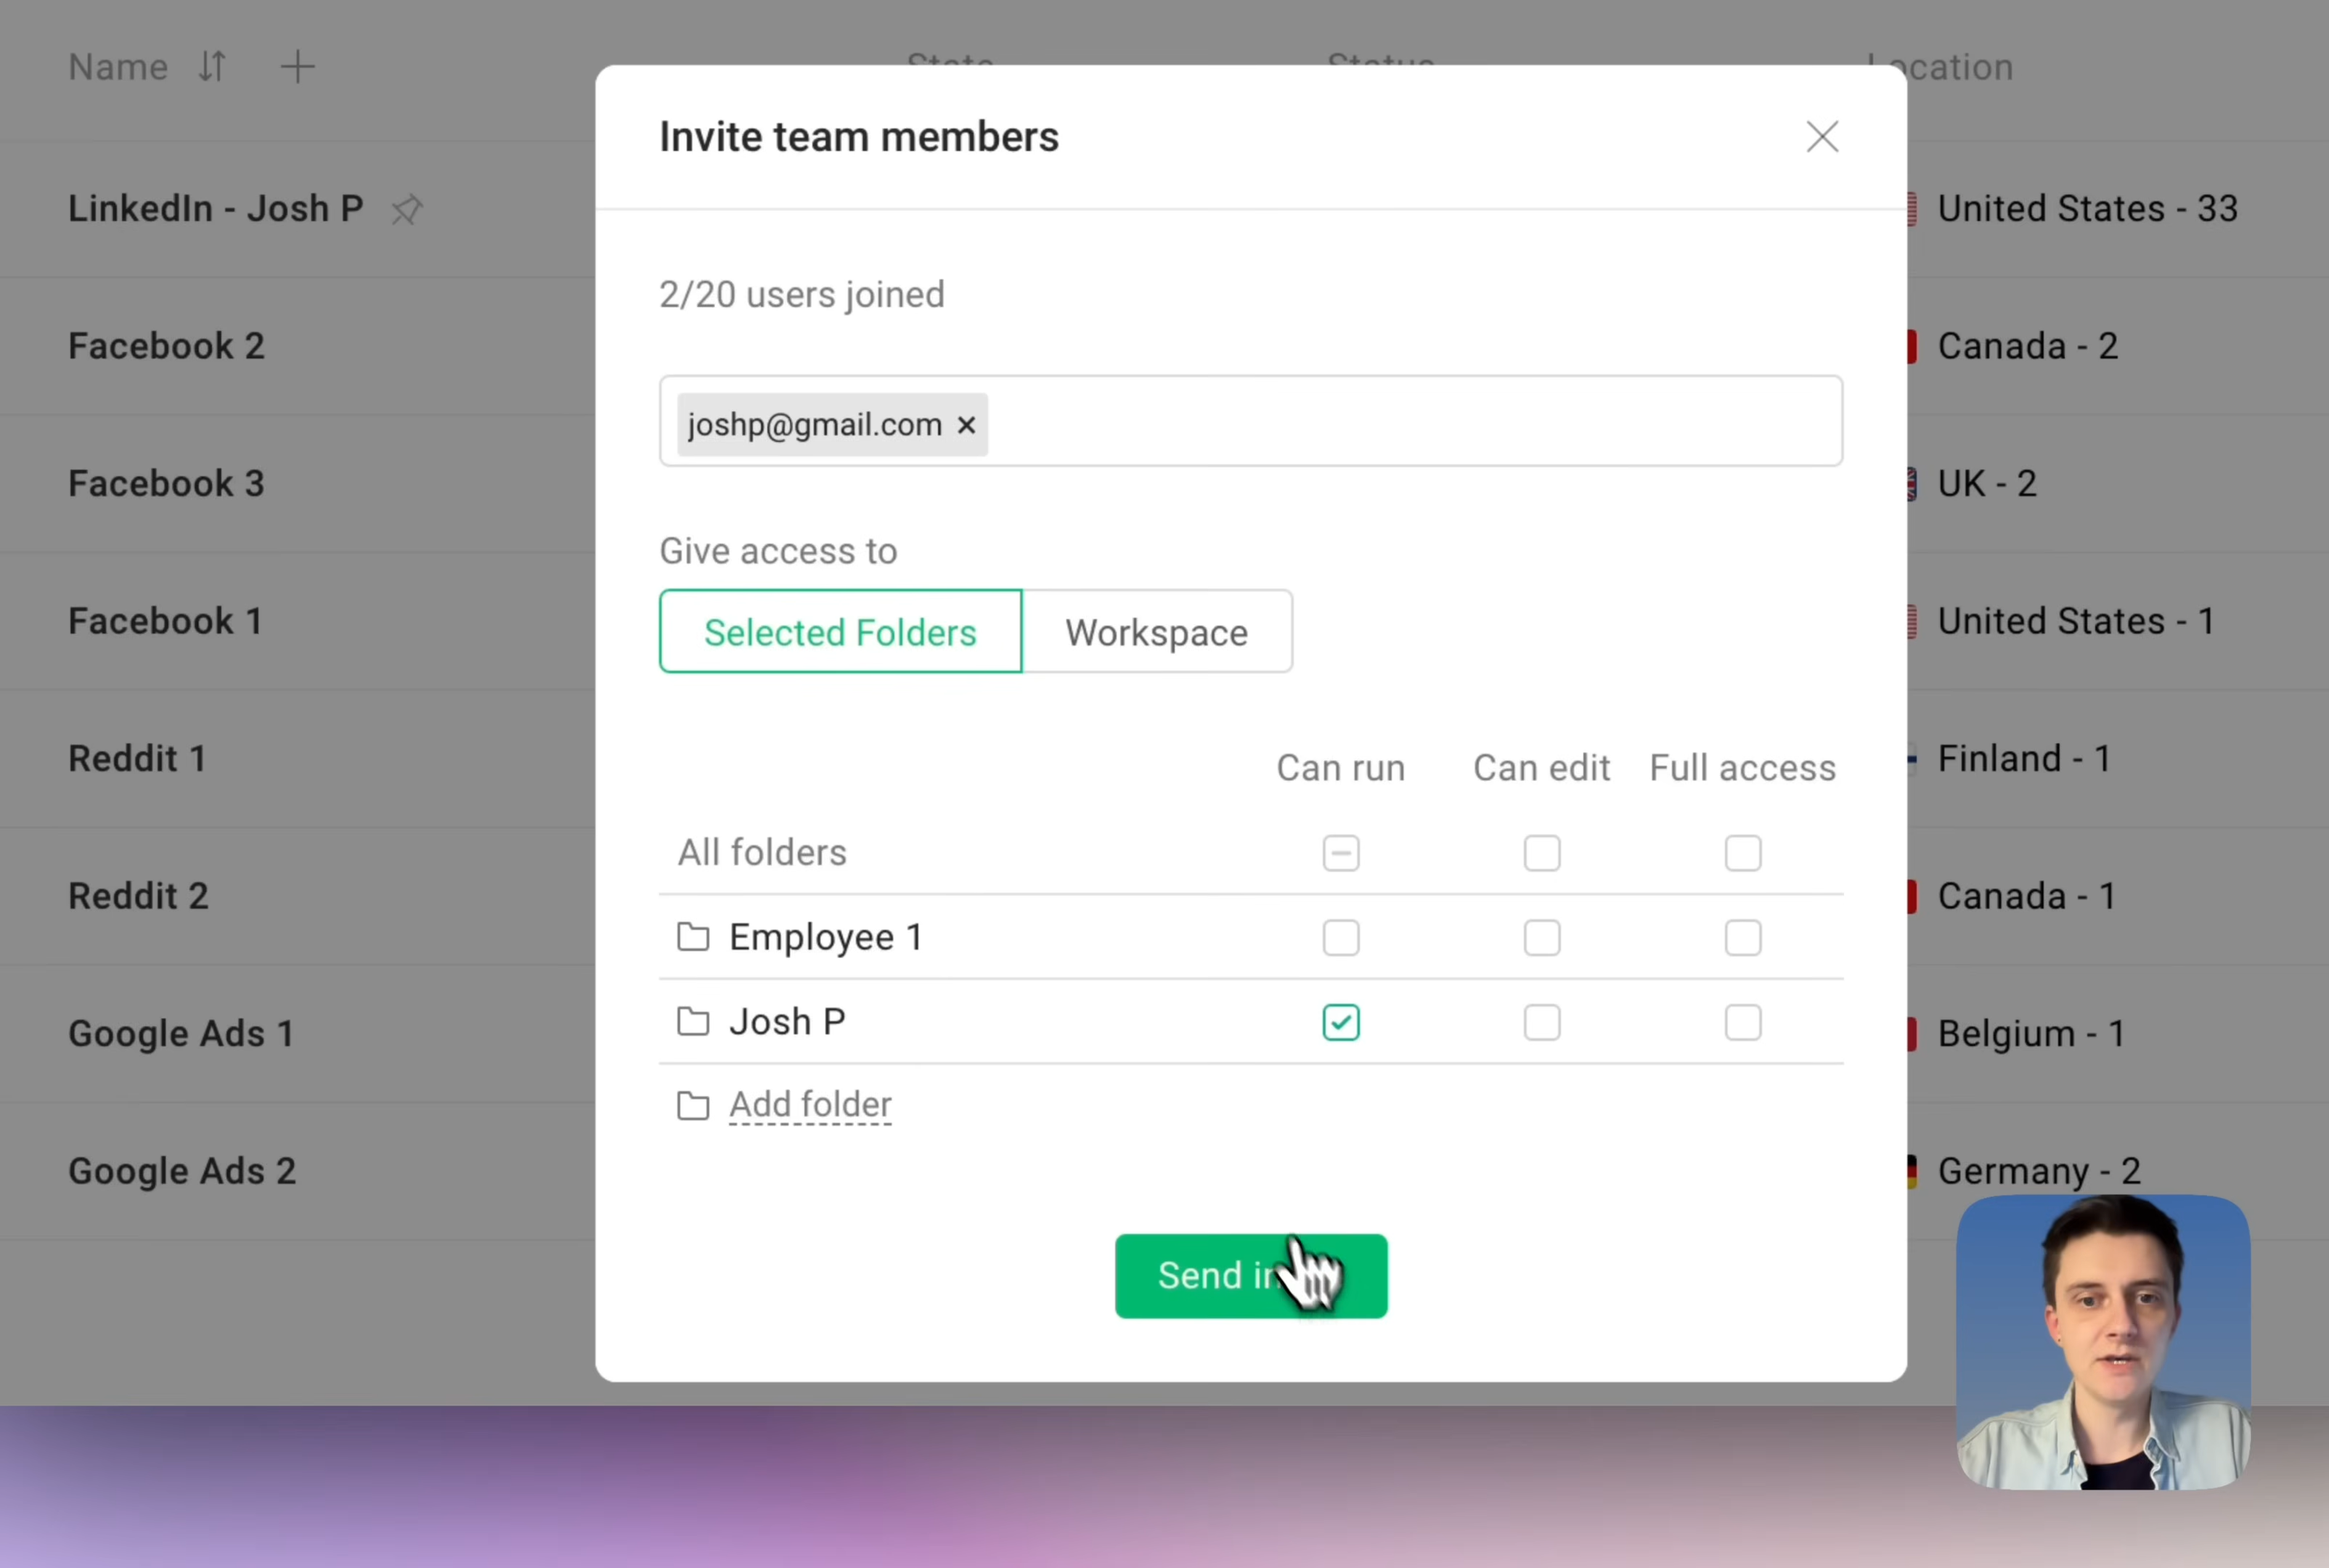 Name
Invite team members
LinkedIn - Josh P
United States - 33
2/20 users joined
Facebook 2
Canada - 2
joshp@gmail.com
Facebook 3
UK - 2
Give access to
Facebook 1
Selected Folders
Workspace
United States - 1
Can run
Can edit
Full access
Reddit 1
Finland - 1
All folders
Reddit 2
Canada - 1
Employee 1
Josh P
Google Ads 1
Belgium - 1
Add folder
Google Ads 2
Germany - 2
Send